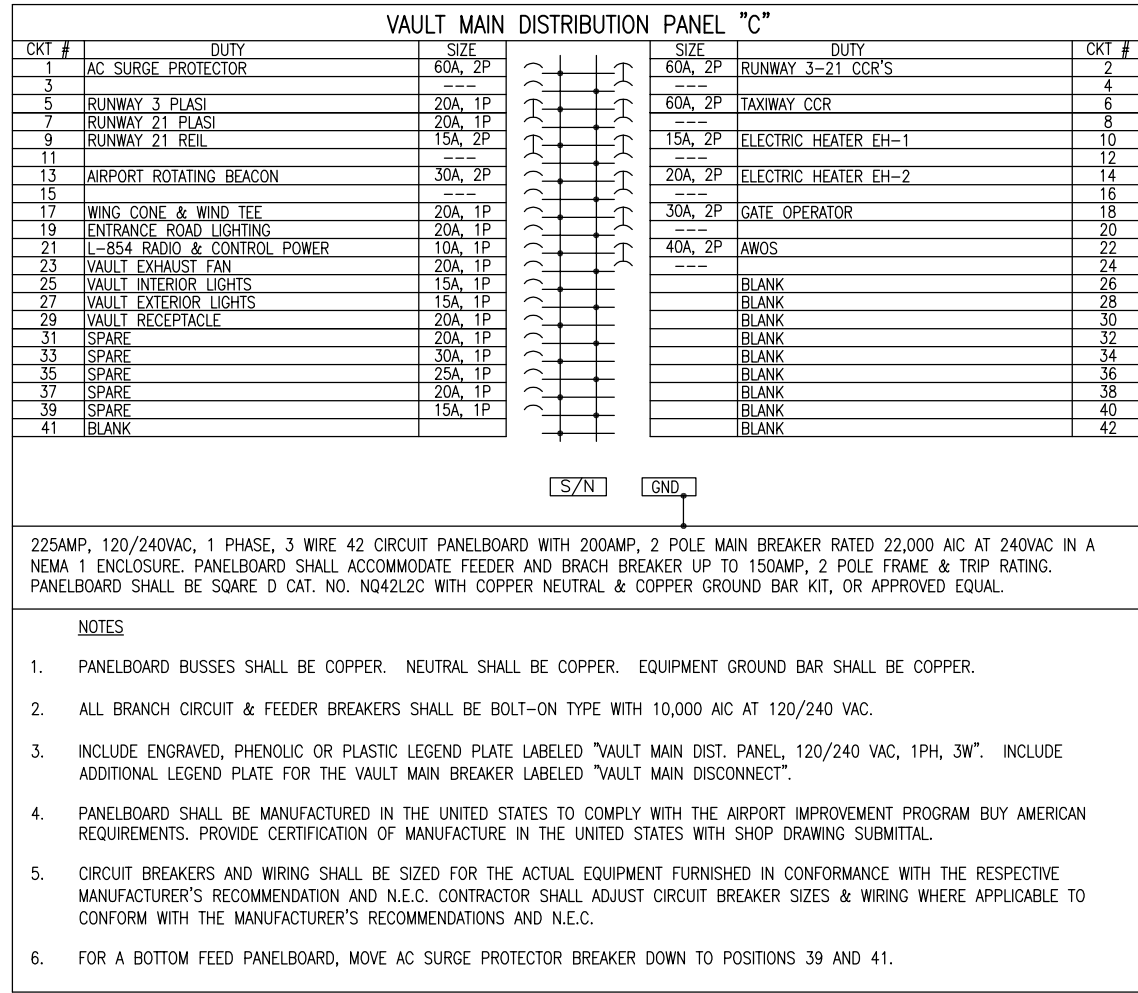 VAULT MAIN DISTRIBUTION PANEL "C"
CKT # DUTY SIZE SIZE DUTY CKT #
1 AC SURGE PROTECTOR 60A, 2P 60A, 2P RUNWAY 3-21 CCR'S 2
3 --- --- 4
5 RUNWAY 3 PLASI 20A, 1P 60A, 2P TAXIWAY CCR 6
7 RUNWAY 21 PLASI 20A, 1P --- 8
9 RUNWAY 21 REIL 15A, 2P 15A, 2P ELECTRIC HEATER EH-1 10
11 --- --- 12
13 AIRPORT ROTATING BEACON 30A, 2P 20A, 2P ELECTRIC HEATER EH-2 14
15 --- --- 16
17 WING CONE & WIND TEE 20A, 1P 30A, 2P GATE OPERATOR 18
19 ENTRANCE ROAD LIGHTING 20A, 1P --- 20
21 L-854 RADIO & CONTROL POWER 10A, 1P 40A, 2P AWOS 22
23 VAULT EXHAUST FAN 20A, 1P --- 24
25 VAULT INTERIOR LIGHTS 15A, 1P BLANK 26
27 VAULT EXTERIOR LIGHTS 15A, 1P BLANK 28
29 VAULT RECEPTACLE 20A, 1P BLANK 30
31 SPARE 20A, 1P BLANK 32
33 SPARE 30A, 1P BLANK 34
35 SPARE 25A, 1P BLANK 36
37 SPARE 20A, 1P BLANK 38
39 SPARE 15A, 1P BLANK 40
41 BLANK BLANK 42
S/N GND
225AMP, 120/240VAC, 1 PHASE, 3 WIRE 42 CIRCUIT PANELBOARD WITH 200AMP, 2 POLE MAIN BREAKER RATED 22,000 AIC AT 240VAC IN A
NEMA 1 ENCLOSURE. PANELBOARD SHALL ACCOMMODATE FEEDER AND BRACH BREAKER UP TO 150AMP, 2 POLE FRAME & TRIP RATING.
PANELBOARD SHALL BE SQARE D CAT. NO. NQ42L2C WITH COPPER NEUTRAL & COPPER GROUND BAR KIT, OR APPROVED EQUAL.
NOTES
1. PANELBOARD BUSSES SHALL BE COPPER. NEUTRAL SHALL BE COPPER. EQUIPMENT GROUND BAR SHALL BE COPPER.
2. ALL BRANCH CIRCUIT & FEEDER BREAKERS SHALL BE BOLT-ON TYPE WITH 10,000 AIC AT 120/240 VAC.
3. INCLUDE ENGRAVED, PHENOLIC OR PLASTIC LEGEND PLATE LABELED "VAULT MAIN DIST. PANEL, 120/240 VAC, 1PH, 3W". INCLUDE
ADDITIONAL LEGEND PLATE FOR THE VAULT MAIN BREAKER LABELED "VAULT MAIN DISCONNECT".
4. PANELBOARD SHALL BE MANUFACTURED IN THE UNITED STATES TO COMPLY WITH THE AIRPORT IMPROVEMENT PROGRAM BUY AMERICAN
REQUIREMENTS. PROVIDE CERTIFICATION OF MANUFACTURE IN THE UNITED STATES WITH SHOP DRAWING SUBMITTAL.
5. CIRCUIT BREAKERS AND WIRING SHALL BE SIZED FOR THE ACTUAL EQUIPMENT FURNISHED IN CONFORMANCE WITH THE RESPECTIVE
MANUFACTURER'S RECOMMENDATION AND N.E.C. CONTRACTOR SHALL ADJUST CIRCUIT BREAKER SIZES & WIRING WHERE APPLICABLE TO
CONFORM WITH THE MANUFACTURER'S RECOMMENDATIONS AND N.E.C.
6. FOR A BOTTOM FEED PANELBOARD, MOVE AC SURGE PROTECTOR BREAKER DOWN TO POSITIONS 39 AND 41.